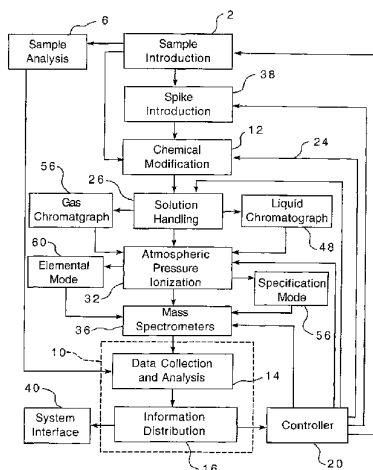 6
2
Sample
Analysis
Sample
Introduction
38
Spike
Introduction
12
56
24
26
Chemical
Modification
Gas
Chromatgraph
Solution
Handling
Liquid
Chromatograph
60
48
Elemental
Mode
Atmospheric
Pressure
Ionization
Specification
Mode
32
36
Mass
Spectrometers
56
10
Data Collection
and Analysis
14
40
System
Interface
Information
Distribution
Controller
16
20